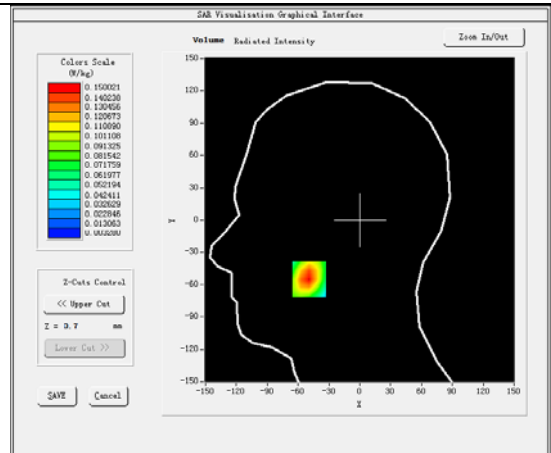 SAR Visualisation Graphical Interface
Volume Radiated Intensity
Zoom In/Out
Colors Scale
(W/kg)
0.150021
0.140238
0.130456
0.120673
0.110890
0.101108
0.091325
0.081542
0.071759
0.061977
0.052194
0.042411
0.032629
0.022846
0.013063
0.003280
Z-Cuts Control
<< Upper Cut
Z = 3.7 mm
Lower Cut >>
SAVE Cancel
150
120
90
60
30
0
-30
-60
-90
-120
-150
Y
-150 -120 -90 -60 -30 0 30 60 90 120 150
X